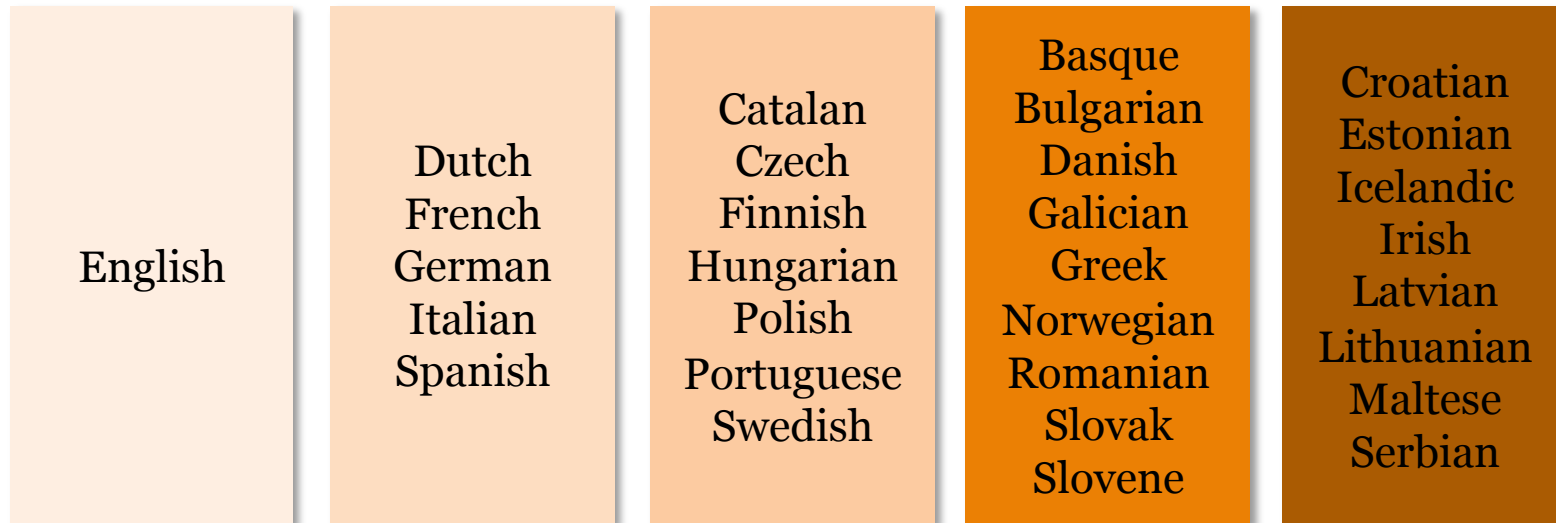 English
Dutch
French
German
Italian
Spanish
Catalan
Czech
Finnish
Hungarian
Polish
Portuguese
Swedish
Basque
Bulgarian
Danish
Galician
Greek
Norwegian
Romanian
Slovak
Slovene
Croatian
Estonian
Icelandic
Irish
Latvian
Lithuanian
Maltese
Serbian